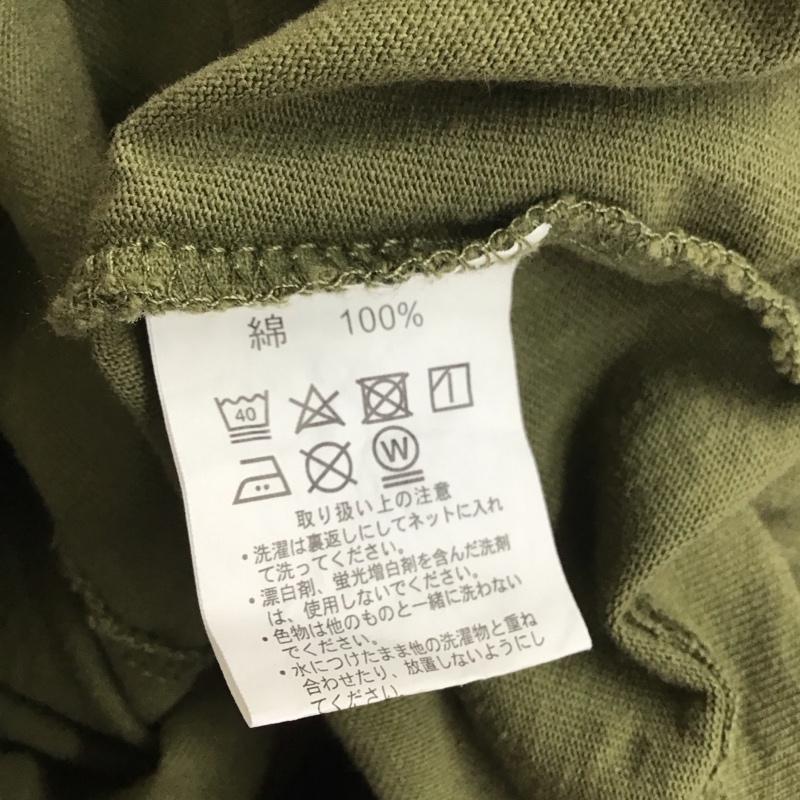 綿 100%
40
W
取り扱い上の注意
・洗濯は裏返しにしてネットに入れ
て洗ってください。
・漂白剤、蛍光増白剤を含んだ洗剤
は、使用しないでください。
・色物は他のものと一緒に洗わない
でください。
・水につけたまま他の洗濯物と重ね
合わせたり、放置しないようにし
てください。